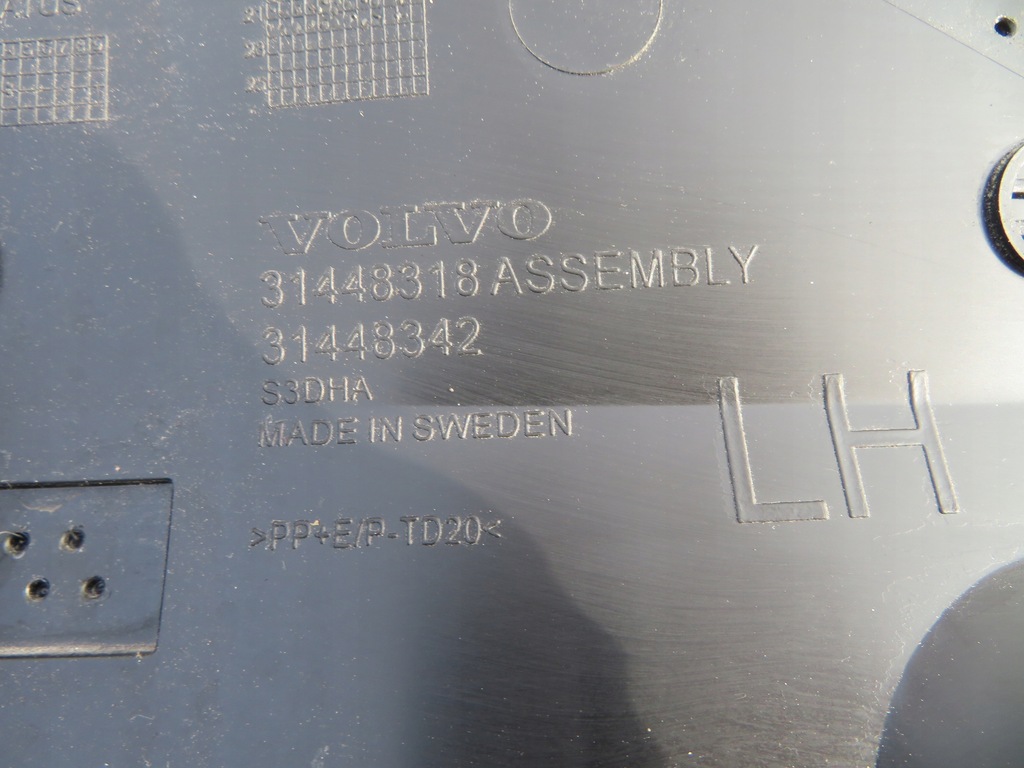 VOLVO
31448318 ASSEMBLY
31448342
S3DHA
MADE IN SWEDEN
LH
>PP+E/P-TD20<